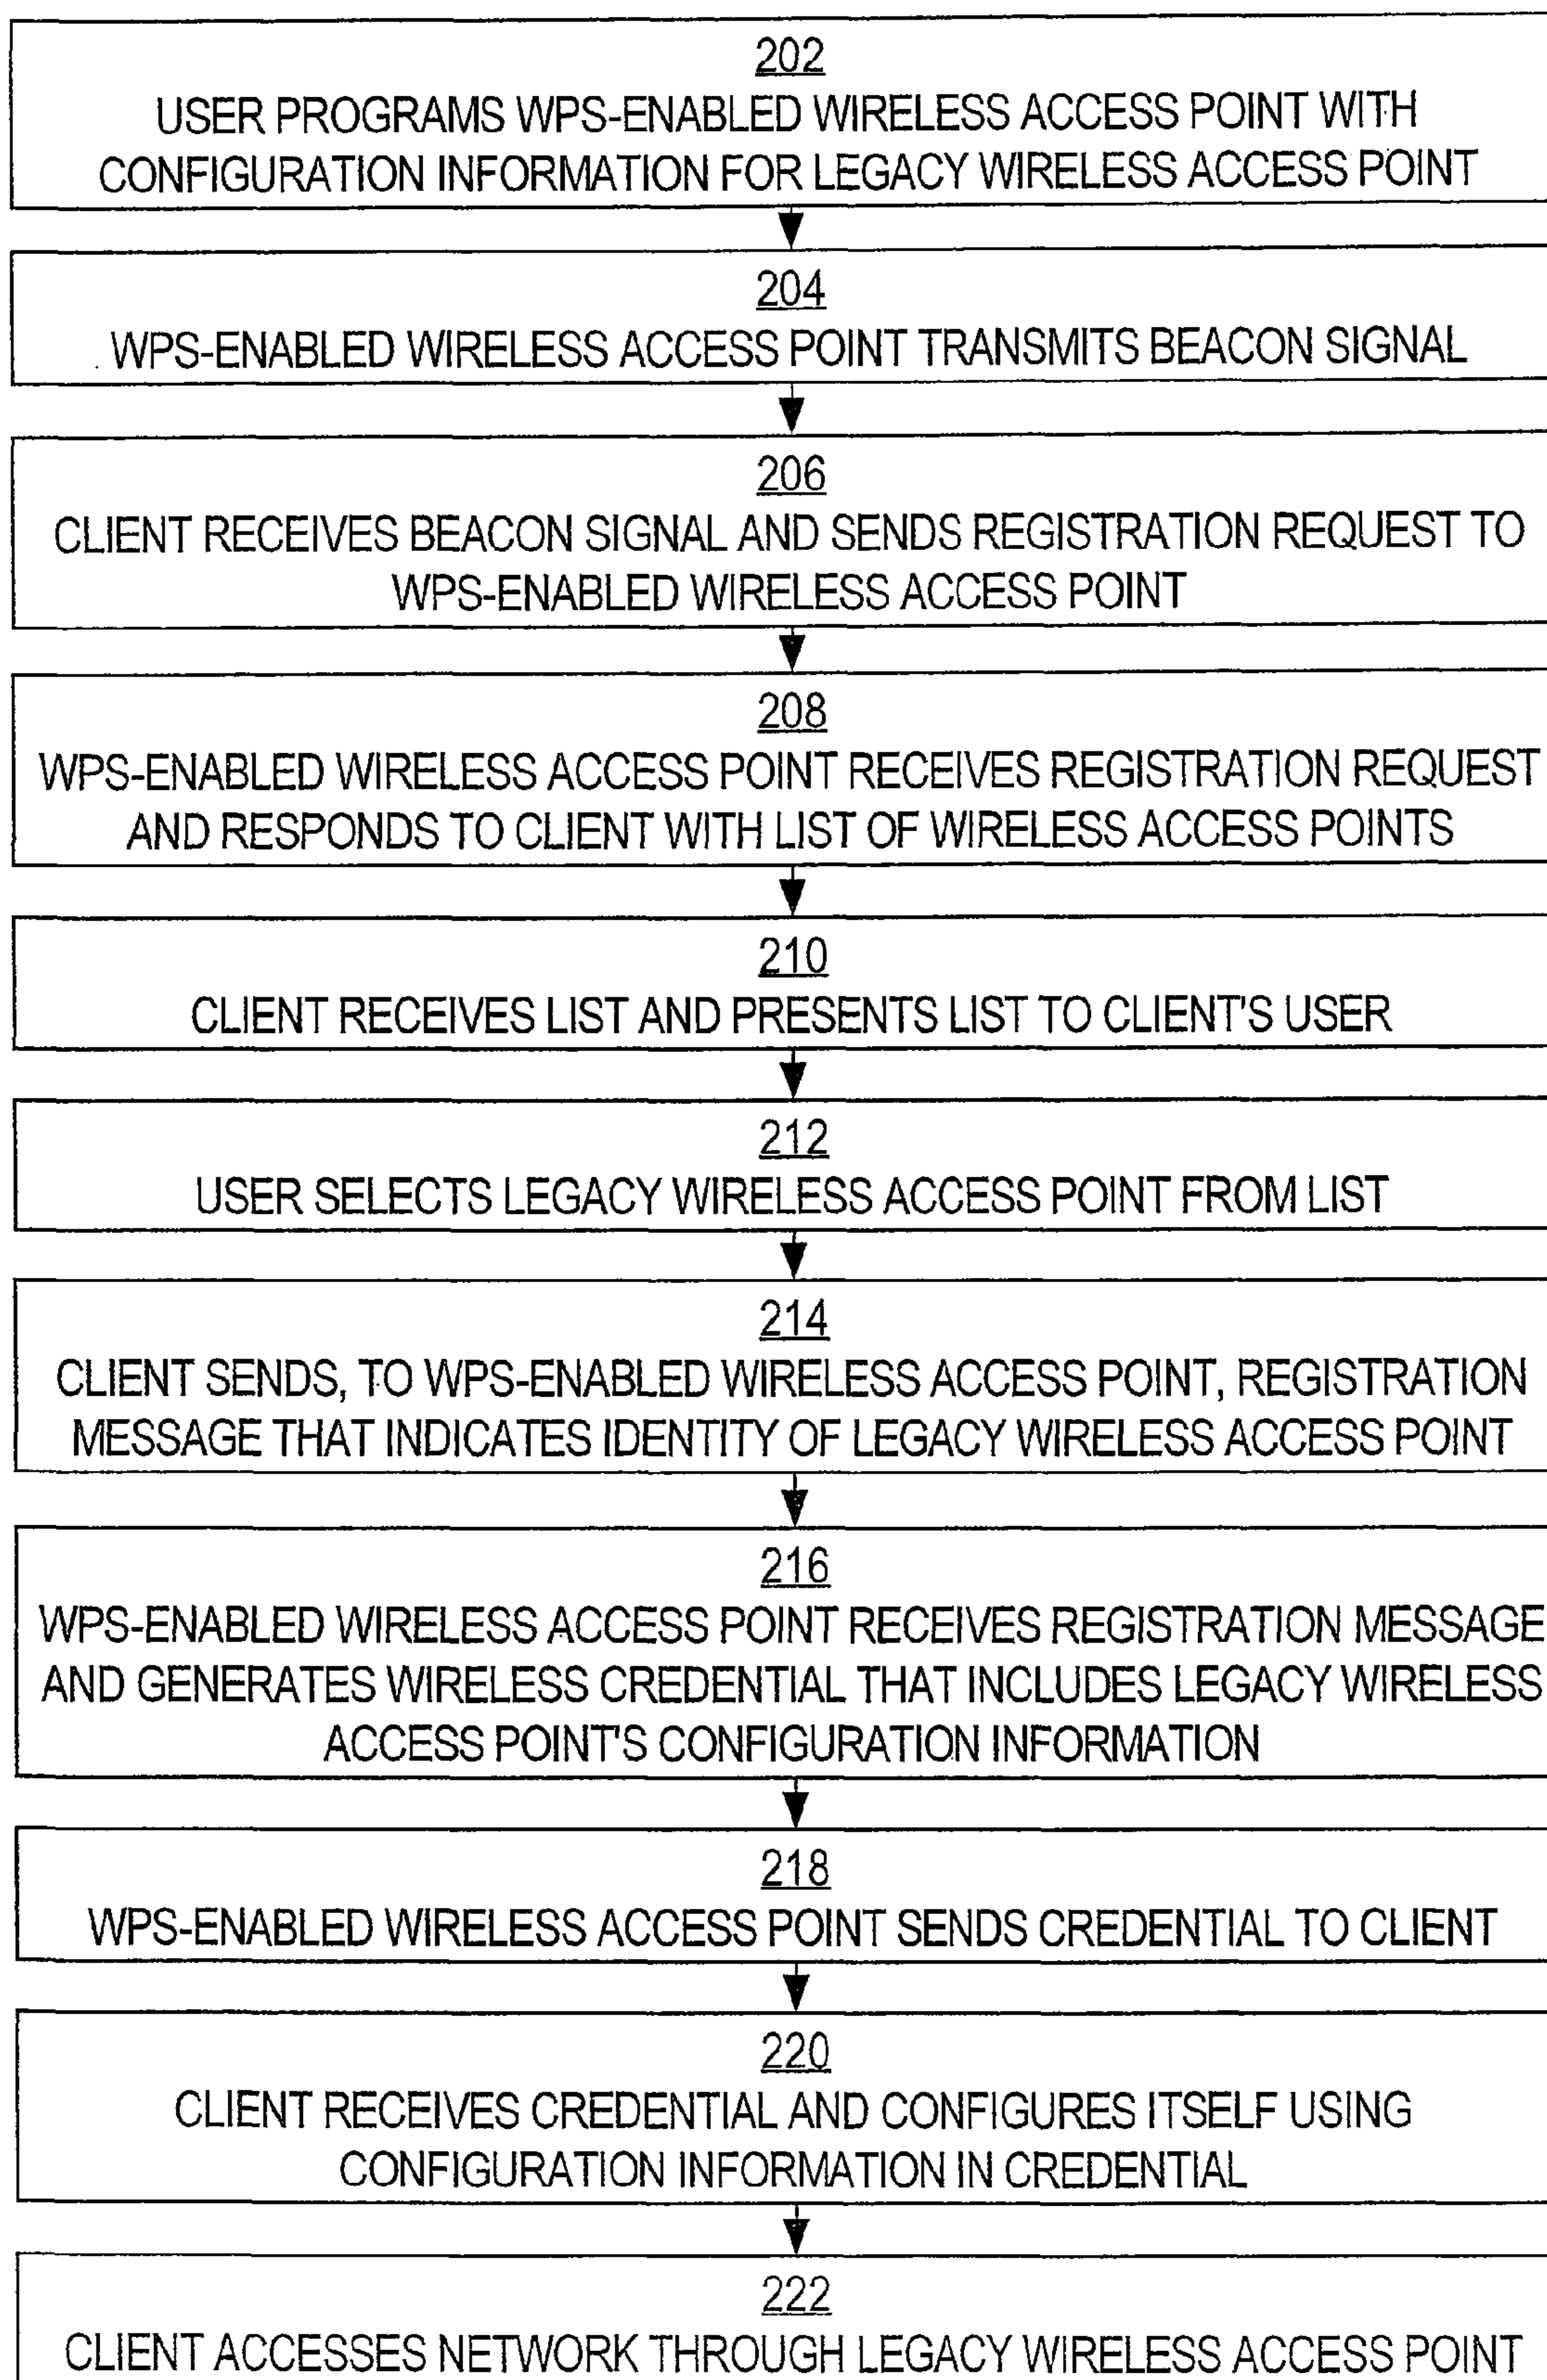 202
USER PROGRAMS WPS-ENABLED WIRELESS ACCESS POINT WITH
CONFIGURATION INFORMATION FOR LEGACY WIRELESS ACCESS POINT
204
WPS-ENABLED WIRELESS ACCESS POINT TRANSMITS BEACON SIGNAL
206
CLIENT RECEIVES BEACON SIGNAL AND SENDS REGISTRATION REQUEST TO
WPS-ENABLED WIRELESS ACCESS POINT
208
WPS-ENABLED WIRELESS ACCESS POINT RECEIVES REGISTRATION REQUEST
AND RESPONDS TO CLIENT WITH LIST OF WIRELESS ACCESS POINTS
210
CLIENT RECEIVES LIST AND PRESENTS LIST TO CLIENT'S USER
212
USER SELECTS LEGACY WIRELESS ACCESS POINT FROM LIST
214
CLIENT SENDS, TO WPS-ENABLED WIRELESS ACCESS POINT, REGISTRATION
MESSAGE THAT INDICATES IDENTITY OF LEGACY WIRELESS ACCESS POINT
216
WPS-ENABLED WIRELESS ACCESS POINT RECEIVES REGISTRATION MESSAGE
AND GENERATES WIRELESS CREDENTIAL THAT INCLUDES LEGACY WIRELESS
ACCESS POINT'S CONFIGURATION INFORMATION
218
WPS-ENABLED WIRELESS ACCESS POINT SENDS CREDENTIAL TO CLIENT
220
CLIENT RECEIVES CREDENTIAL AND CONFIGURES ITSELF USING
CONFIGURATION INFORMATION IN CREDENTIAL
222
CLIENT ACCESSES NETWORK THROUGH LEGACY WIRELESS ACCESS POINT